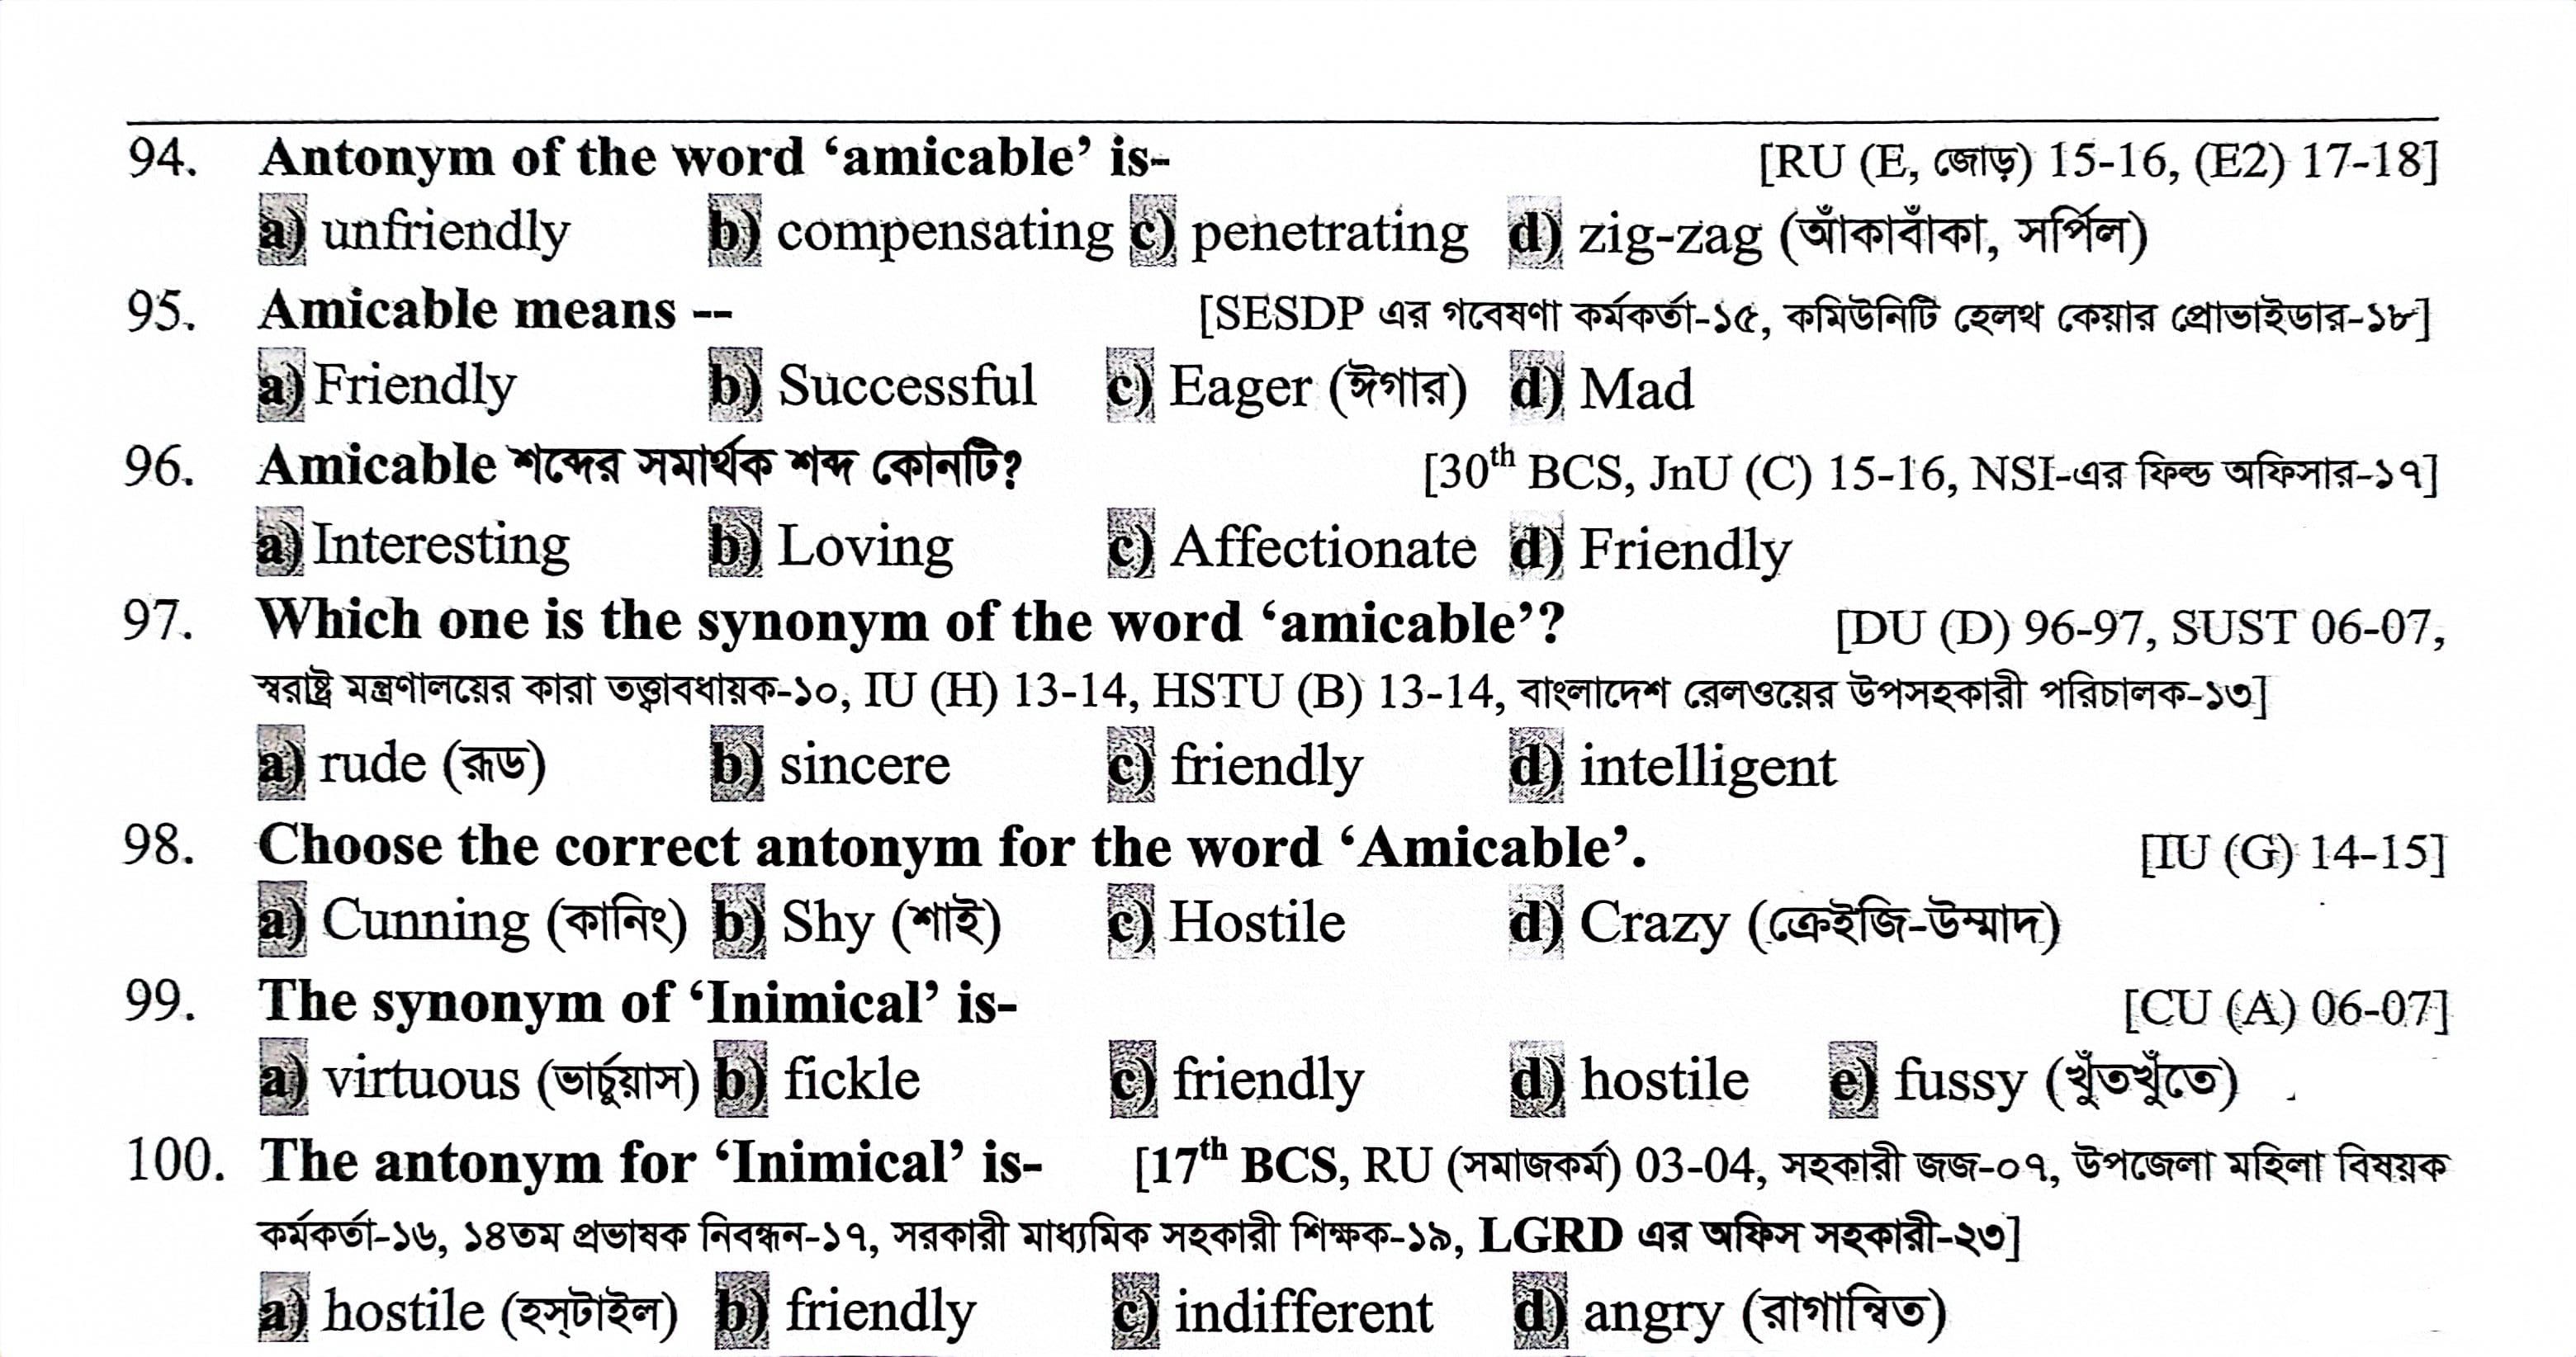 94. Antonym of the word ‘amicable’ is- [RU (E, জোড়) 15-16, (E2) 17-18]
a) unfriendly b) compensating c) penetrating d) zig-zag (আঁকাবাঁকা, সর্পিল)
95. Amicable means -- [SESDP এর গবেষণা কর্মকর্তা-১৫, কমিউনিটি হেলথ কেয়ার প্রোভাইডার-১৮]
a) Friendly b) Successful c) Eager (ঈগার) d) Mad
96. Amicable শব্দের সমার্থক শব্দ কোনটি? [30th BCS, JnU (C) 15-16, NSI-এর ফিল্ড অফিসার-১৭]
a) Interesting b) Loving c) Affectionate d) Friendly
97. Which one is the synonym of the word ‘amicable’? [DU (D) 96-97, SUST 06-07,
স্বরাষ্ট্র মন্ত্রণালয়ের কারা তত্ত্বাবধায়ক-১০, IU (H) 13-14, HSTU (B) 13-14, বাংলাদেশ রেলওয়ের উপসহকারী পরিচালক-১৩]
a) rude (রূড) b) sincere c) friendly d) intelligent
98. Choose the correct antonym for the word ‘Amicable’. [IU (G) 14-15]
a) Cunning (কানিং) b) Shy (শাই) c) Hostile d) Crazy (ক্রেইজি-উম্মাদ)
99. The synonym of ‘Inimical’ is- [CU (A) 06-07]
a) virtuous (ভার্চুয়াস) b) fickle c) friendly d) hostile e) fussy (খুঁতখুঁতে)
100. The antonym for ‘Inimical’ is- [17th BCS, RU (সমাজকর্ম) 03-04, সহকারী জজ-০৭, উপজেলা মহিলা বিষয়ক
কর্মকর্তা-১৬, ১৪তম প্রভাষক নিবন্ধন-১৭, সরকারী মাধ্যমিক সহকারী শিক্ষক-১৯, LGRD এর অফিস সহকারী-২৩]
a) hostile (হস্‌টাইল) b) friendly c) indifferent d) angry (রাগান্বিত)